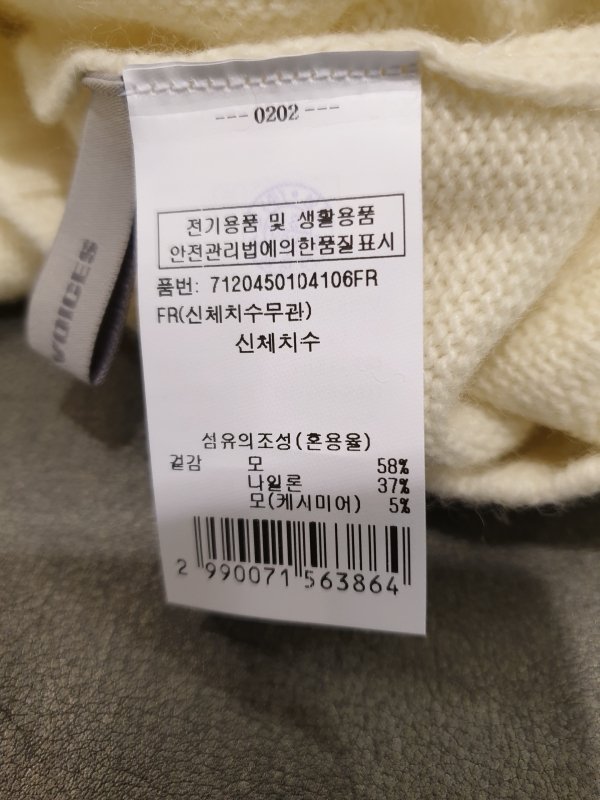 ---0202---
전기용품 및 생활용품
안전관리법에의한품질표시
품번: 7120450104106FR
FR(신체치수무관)
신체치수
섬유의조성(혼용율)
겉감 모 58%
나일론 37%
모(케시미어) 5%
2 990071 563864
VOICES